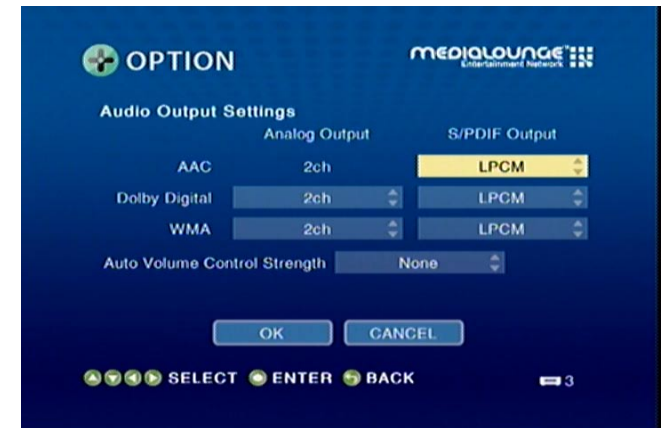 OPTION
MEDIALOUNGE™
Entertainment Network
Audio Output Settings
Analog Output S/PDIF Output
AAC 2ch LPCM
Dolby Digital 2ch LPCM
WMA 2ch LPCM
Auto Volume Control Strength None
OK CANCEL
SELECT ENTER BACK 3